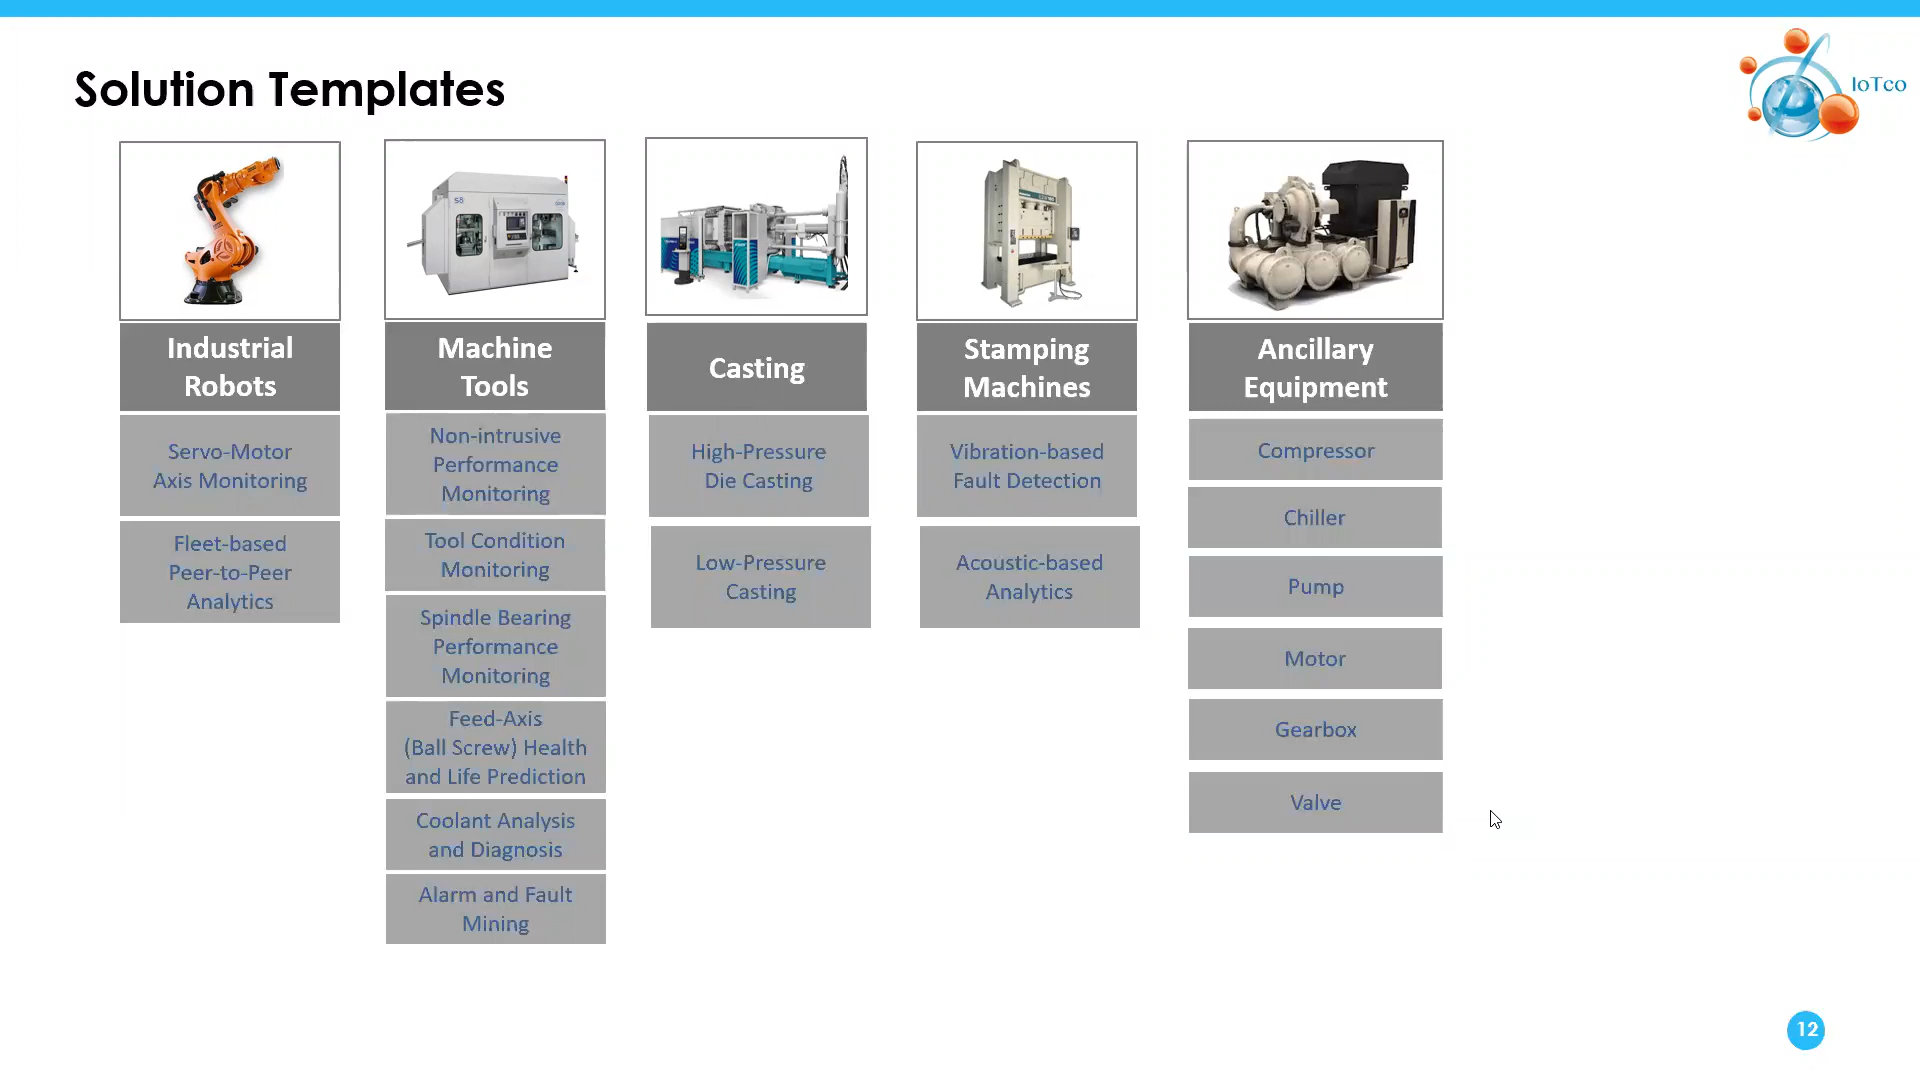 Solution Templates
IoTco
Industrial
Robots
Servo-Motor
Axis Monitoring
Fleet-based
Peer-to-Peer
Analytics
Machine
Tools
Non-intrusive
Performance
Monitoring
Tool Condition
Monitoring
Spindle Bearing
Performance
Monitoring
Feed-Axis
(Ball Screw) Health
and Life Prediction
Coolant Analysis
and Diagnosis
Alarm and Fault
Mining
Casting
High-Pressure
Die Casting
Low-Pressure
Casting
Stamping
Machines
Vibration-based
Fault Detection
Acoustic-based
Analytics
Ancillary
Equipment
Compressor
Chiller
Pump
Motor
Gearbox
Valve
12